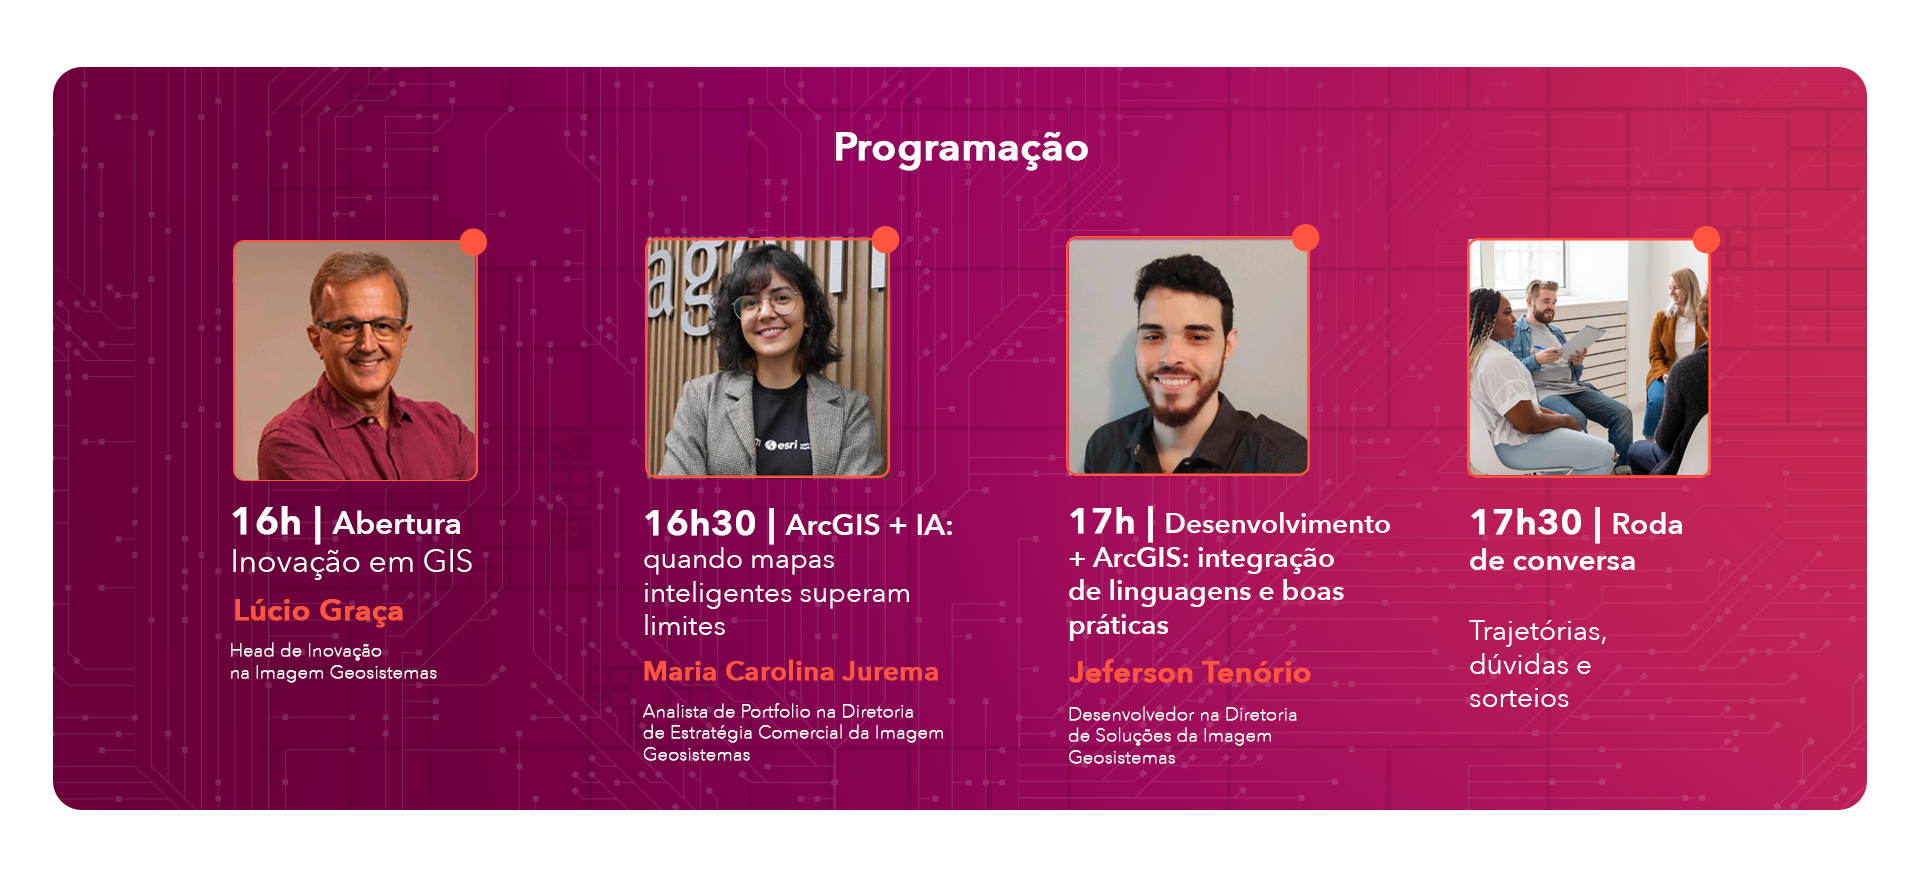 Programação
agem
esri
16h | Abertura
Inovação em GIS
Lúcio Graça
Head de Inovação
na Imagem Geosistemas
16h30 | ArcGIS + IA:
quando mapas
inteligentes superam
limites
Maria Carolina Jurema
Analista de Portfolio na Diretoria
de Estratégia Comercial da Imagem
Geosistemas
17h | Desenvolvimento
+ ArcGIS: integração
de linguagens e boas
práticas
Jeferson Tenório
Desenvolvedor na Diretoria
de Soluções da Imagem
Geosistemas
17h30 | Roda
de conversa
Trajetórias,
dúvidas e
sorteios